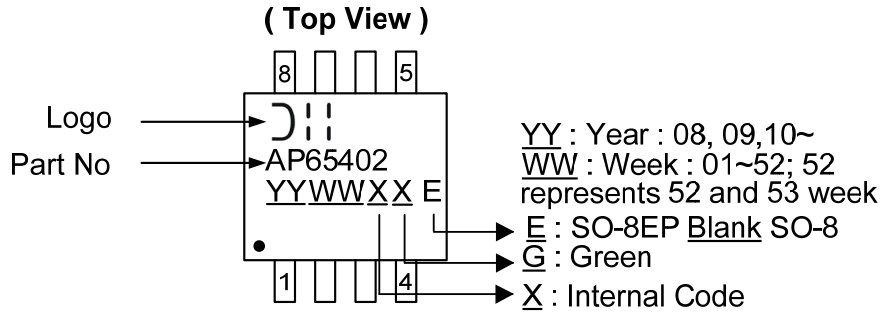 ( Top View )
8 5
Logo
Part No
AP65402
YYWWXX E
1 4
YY : Year : 08, 09,10~
WW : Week : 01~52; 52
represents 52 and 53 week
E : SO-8EP Blank SO-8
G : Green
X : Internal Code